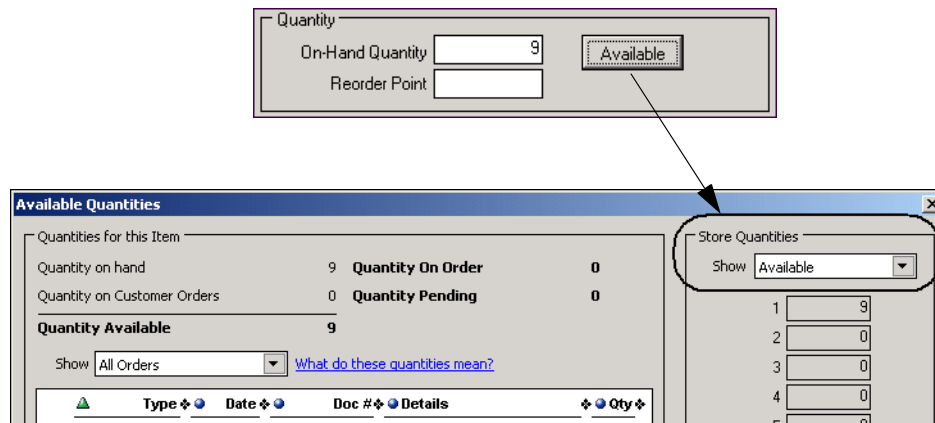 Quantity
On-Hand Quantity 9 Available
Reorder Point
Available Quantities
Quantities for this Item
Quantity on hand 9 Quantity On Order 0
Quantity on Customer Orders 0 Quantity Pending 0
Quantity Available 9
Show All Orders What do these quantities mean?
Type Date Doc # Details Qty
Store Quantities
Show Available
1 9
2 0
3 0
4 0